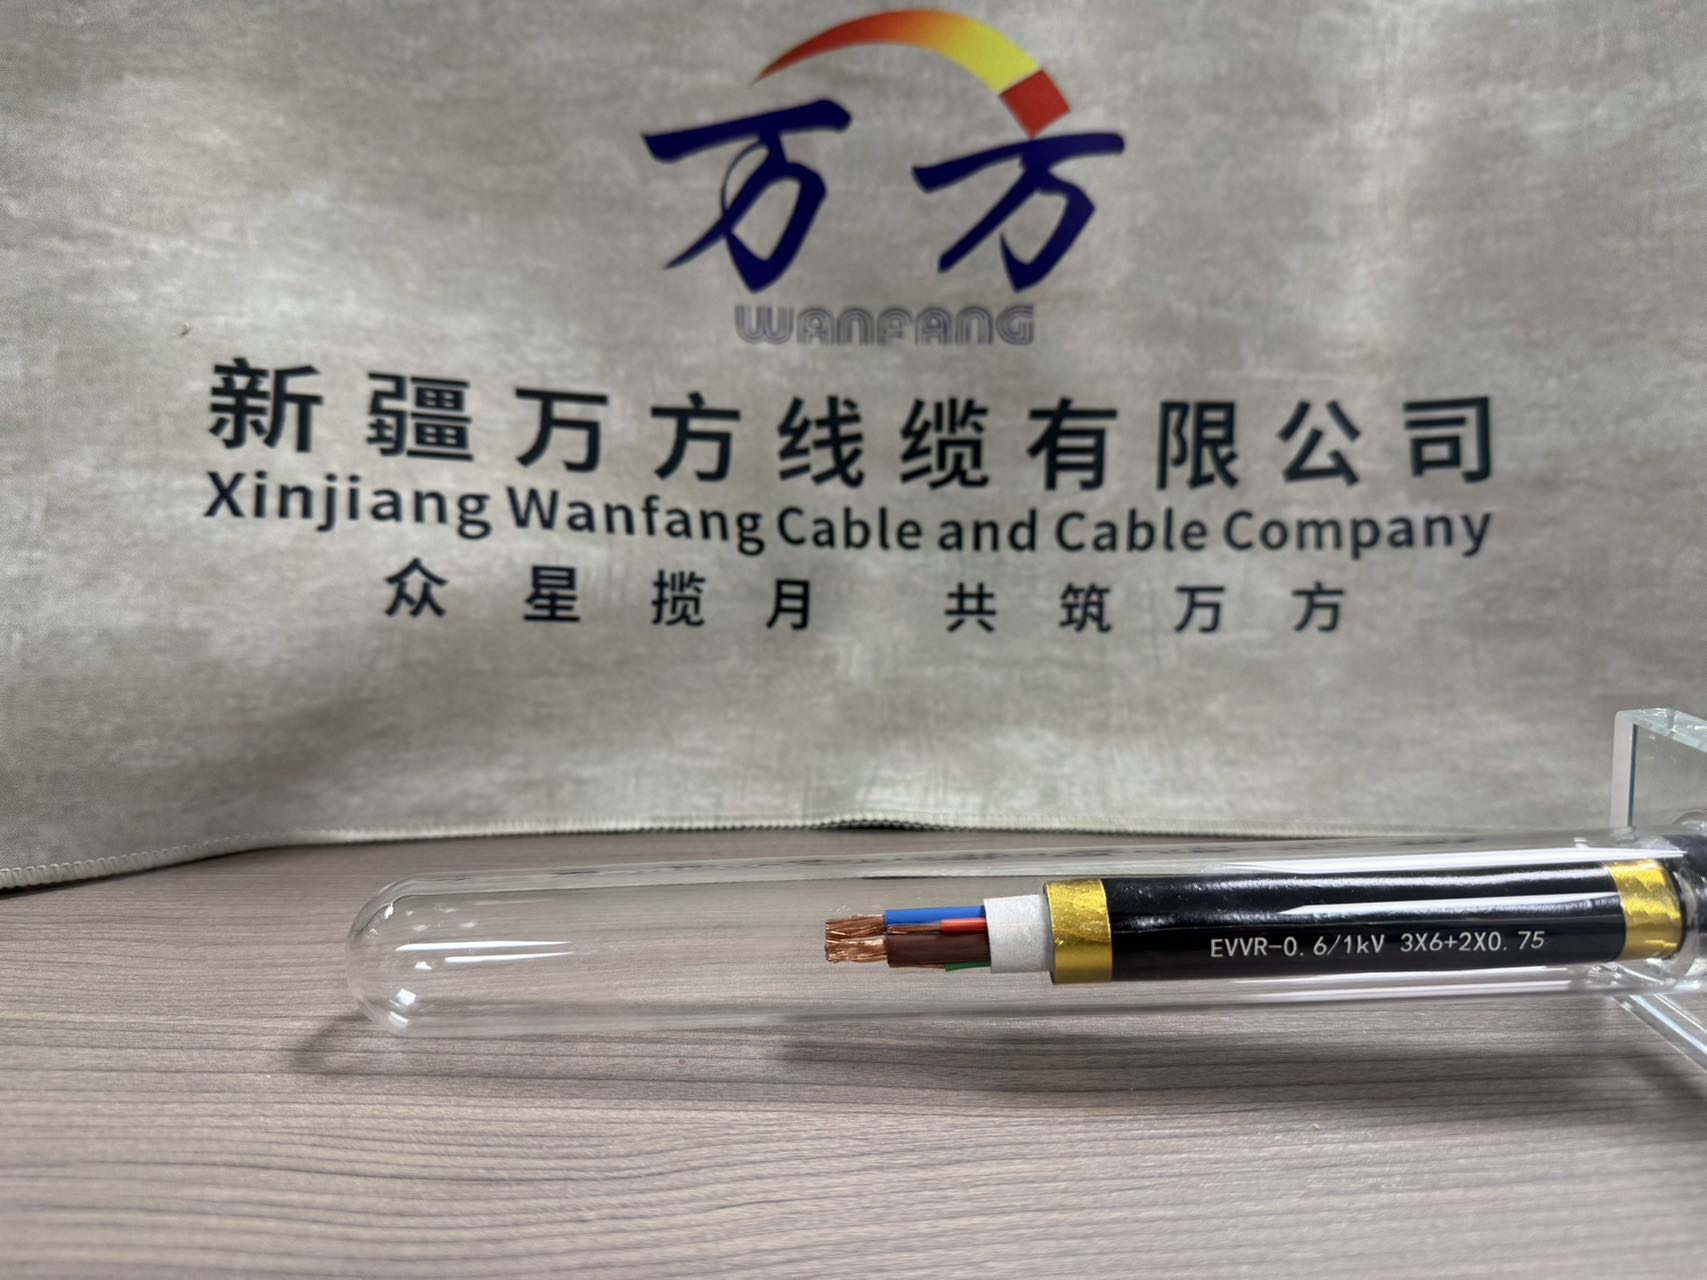 万方
WANFANG
新疆万方线缆有限公司
Xinjiang Wanfang Cable and Cable Company
众星揽月 共筑万方
EVVR-0.6/1kV 3X6+2X0.75